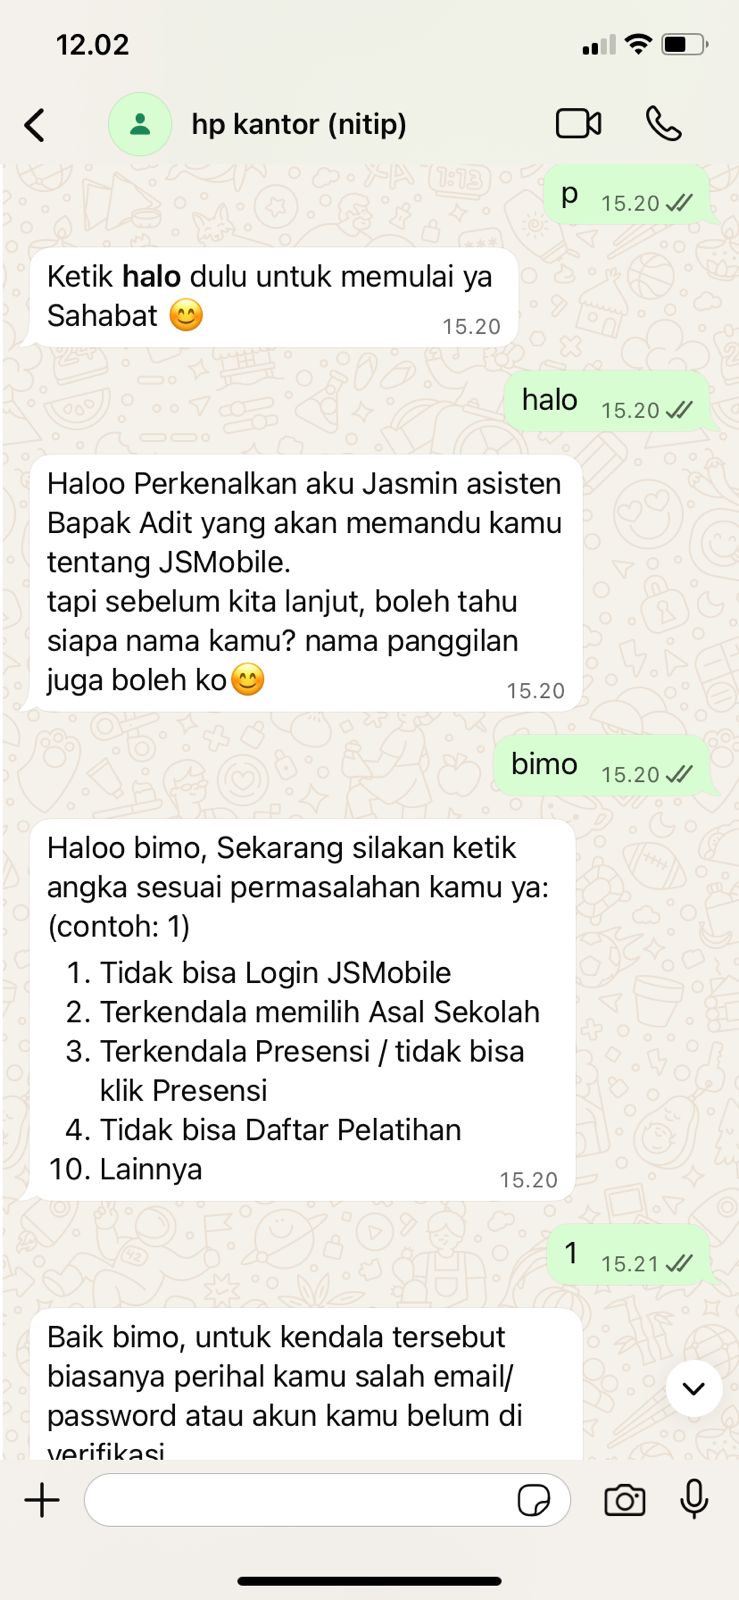 12.02
hp kantor (nitip)
p 15.20
Ketik halo dulu untuk memulai ya
Sahabat 😊
15.20
halo 15.20
Haloo Perkenalkan aku Jasmin asisten
Bapak Adit yang akan memandu kamu
tentang JSMobile.
tapi sebelum kita lanjut, boleh tahu
siapa nama kamu? nama panggilan
juga boleh ko😊
15.20
bimo 15.20
Haloo bimo, Sekarang silakan ketik
angka sesuai permasalahan kamu ya:
(contoh: 1)
1. Tidak bisa Login JSMobile
2. Terkendala memilih Asal Sekolah
3. Terkendala Presensi / tidak bisa
klik Presensi
4. Tidak bisa Daftar Pelatihan
10. Lainnya
15.20
1 15.21
Baik bimo, untuk kendala tersebut
biasanya perihal kamu salah email/
password atau akun kamu belum di
verifikasi